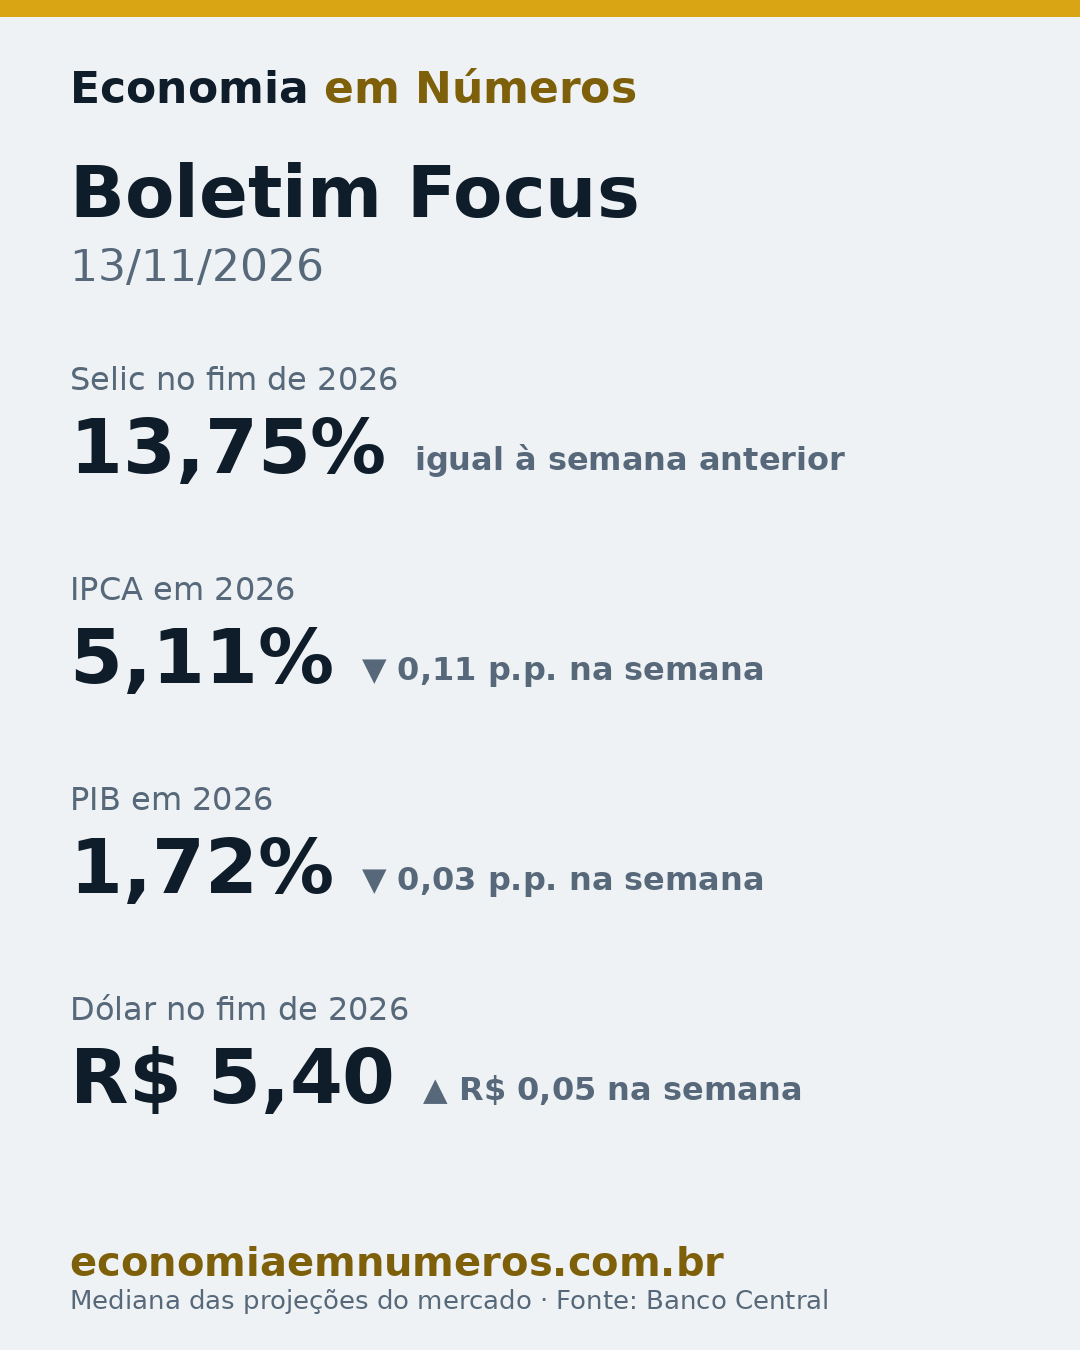 Economia em Números
Boletim Focus
13/11/2026
Selic no fim de 2026
13,75% igual à semana anterior
IPCA em 2026
5,11% ▼ 0,11 p.p. na semana
PIB em 2026
1,72% ▼ 0,03 p.p. na semana
Dólar no fim de 2026
R$ 5,40 ▲ R$ 0,05 na semana
economiaemnumeros.com.br
Mediana das projeções do mercado · Fonte: Banco Central